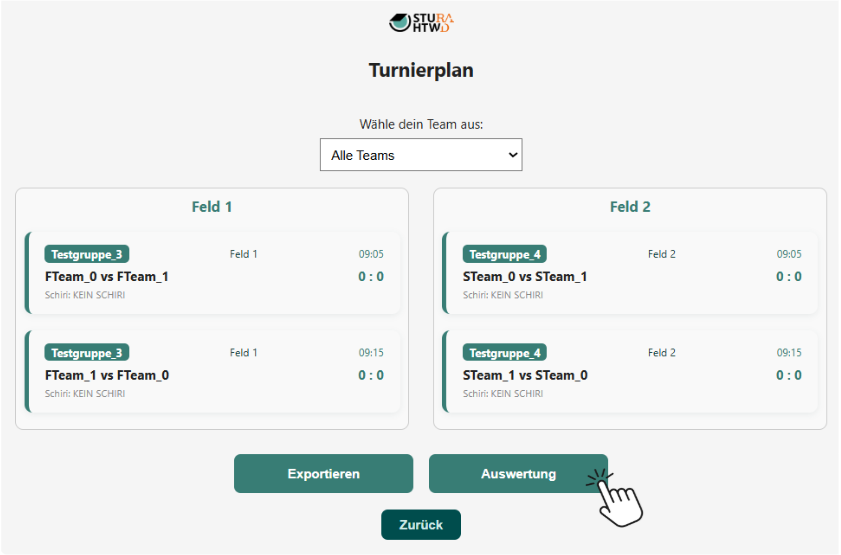 STURA
HTWD
Turnierplan
Wähle dein Team aus:
Alle Teams
Feld 1
Testgruppe_3 Feld 1 09:05
FTeam_0 vs FTeam_1 0 : 0
Schiri: KEIN SCHIRI
Testgruppe_3 Feld 1 09:15
FTeam_1 vs FTeam_0 0 : 0
Schiri: KEIN SCHIRI
Feld 2
Testgruppe_4 Feld 2 09:05
STeam_0 vs STeam_1 0 : 0
Schiri: KEIN SCHIRI
Testgruppe_4 Feld 2 09:15
STeam_1 vs STeam_0 0 : 0
Schiri: KEIN SCHIRI
Exportieren Auswertung
Zurück